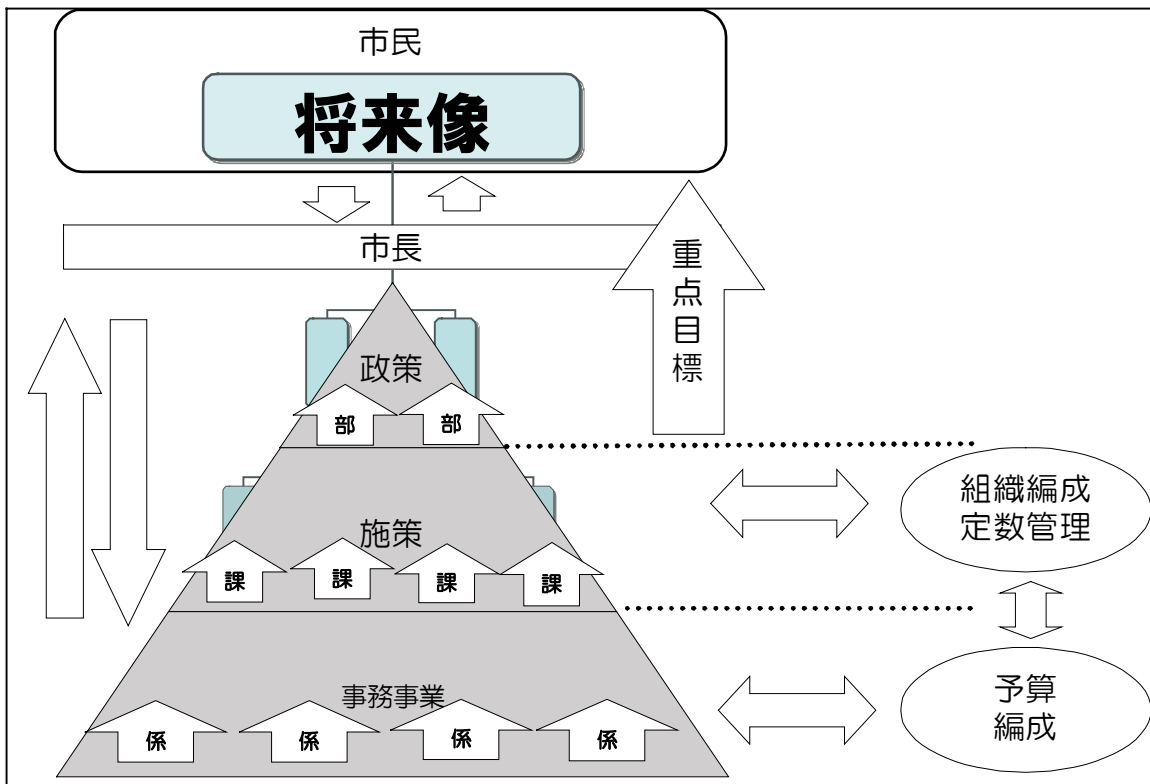 市民
将来像
市長
重点目標
政策
部 部
組織編成
定数管理
施策
課 課 課 課
予算
編成
事務事業
係 係 係 係